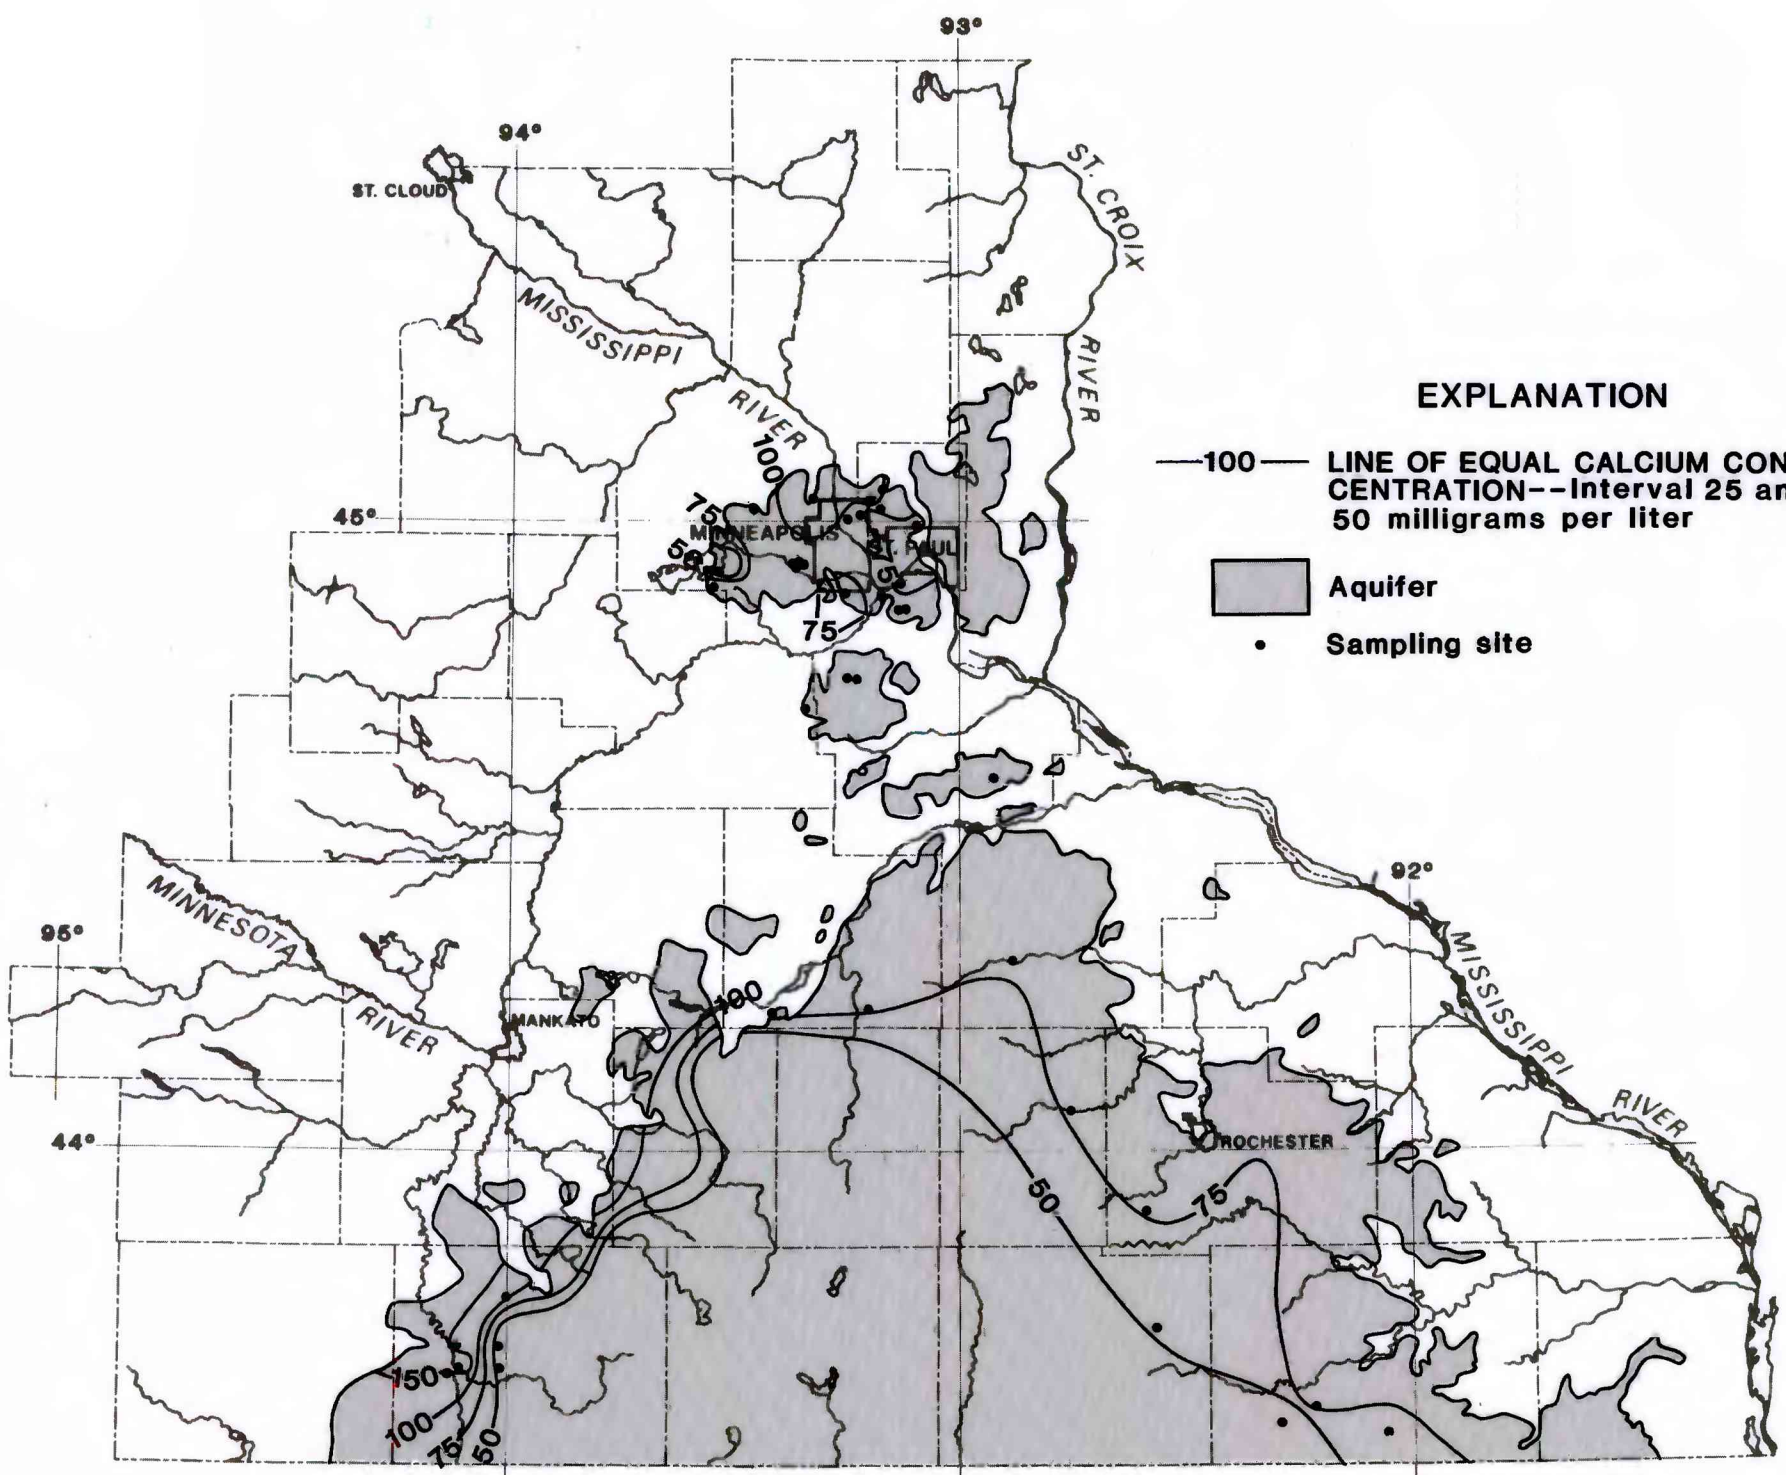 93°
94°
ST. CLOUD
ST. CROIX
RIVER
MISSISSIPPI
RIVER
EXPLANATION
100
LINE OF EQUAL CALCIUM CON
CENTRATION--Interval 25 an
50 milligrams per liter
Aquifer
Sampling site
100
75
45°
MINNEAPOLIS
ST. PAUL
50
75
75
92°
MINNESOTA
RIVER
95°
MISSISSIPPI
RIVER
100
MANKATO
44°
ROCHESTER
50
75
150
100
75
50